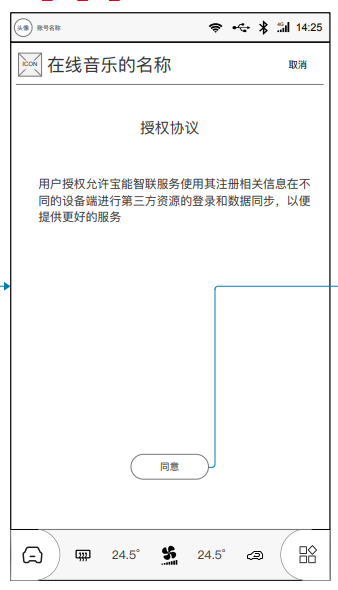 头像 账号名称 4G 14:25
ICON 在线音乐的名称 取消
授权协议
用户授权允许宝能智联服务使用其注册相关信息在不
同的设备端进行第三方资源的登录和数据同步，以便
提供更好的服务
同意
24.5° 24.5°